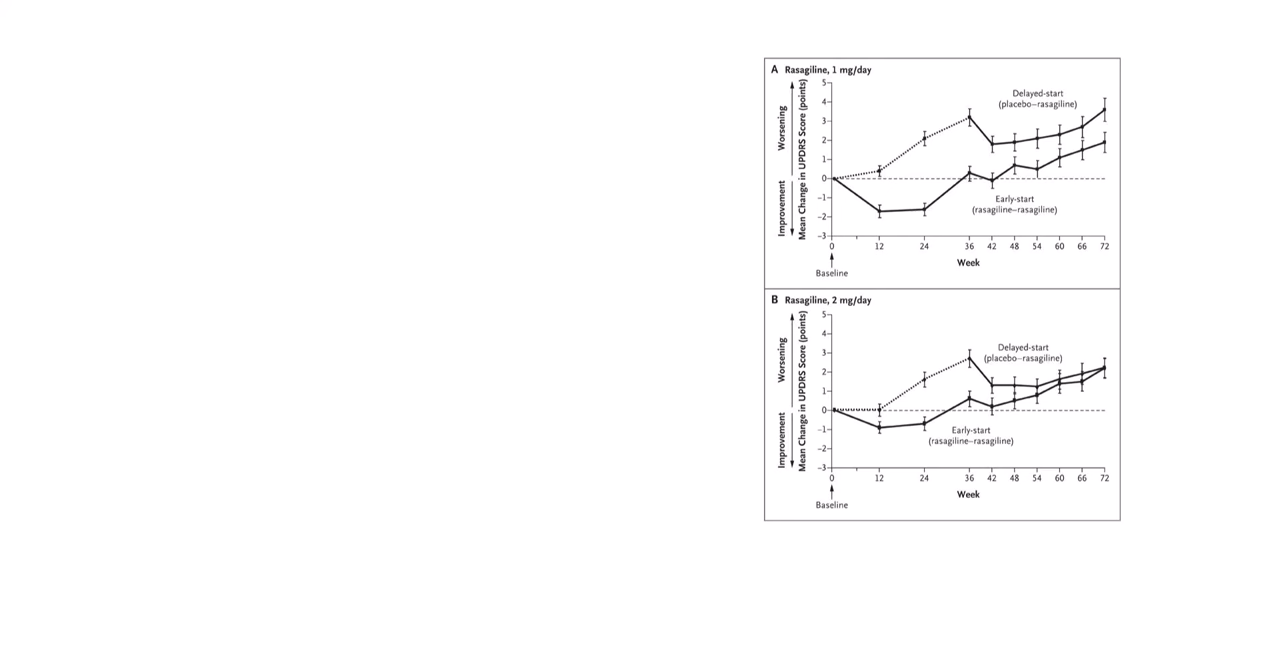 A Rasagiline, 1 mg/day
Worsening
Improvement
Mean Change in UPDRS Score (points)
5
4
3
2
1
0
−1
−2
−3
Delayed-start
(placebo–rasagiline)
Early-start
(rasagiline–rasagiline)
0 12 24 36 42 48 54 60 66 72
Week
Baseline
B Rasagiline, 2 mg/day
Worsening
Improvement
Mean Change in UPDRS Score (points)
5
4
3
2
1
0
−1
−2
−3
Delayed-start
(placebo–rasagiline)
Early-start
(rasagiline–rasagiline)
0 12 24 36 42 48 54 60 66 72
Week
Baseline